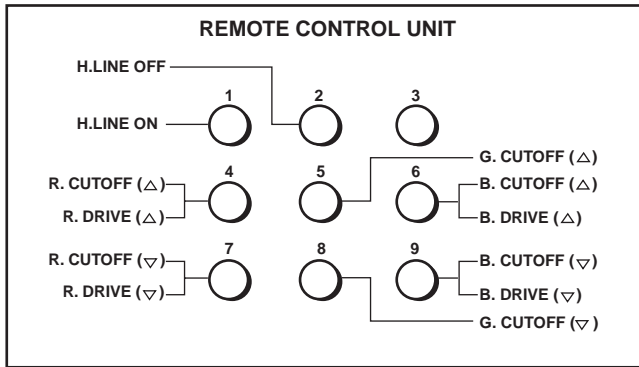 REMOTE CONTROL UNIT
H.LINE OFF
1 2 3
H.LINE ON
G. CUTOFF (△)
4 5 6
R. CUTOFF (△) B. CUTOFF (△)
R. DRIVE (△) B. DRIVE (△)
7 8 9
R. CUTOFF (▽) B. CUTOFF (▽)
R. DRIVE (▽) B. DRIVE (▽)
G. CUTOFF (▽)